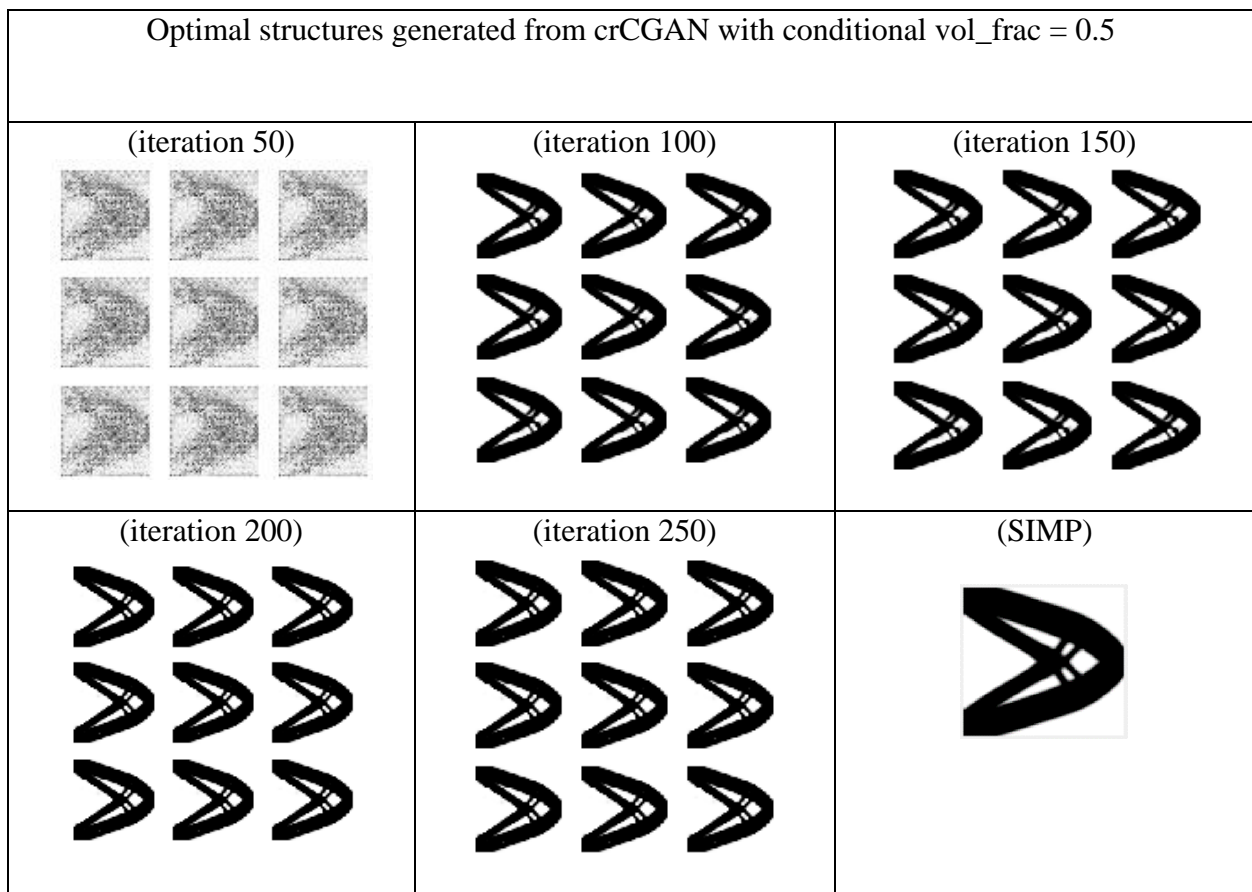 Optimal structures generated from crCGAN with conditional vol_frac = 0.5
(iteration 50)
(iteration 100)
(iteration 150)
(iteration 200)
(iteration 250)
(SIMP)